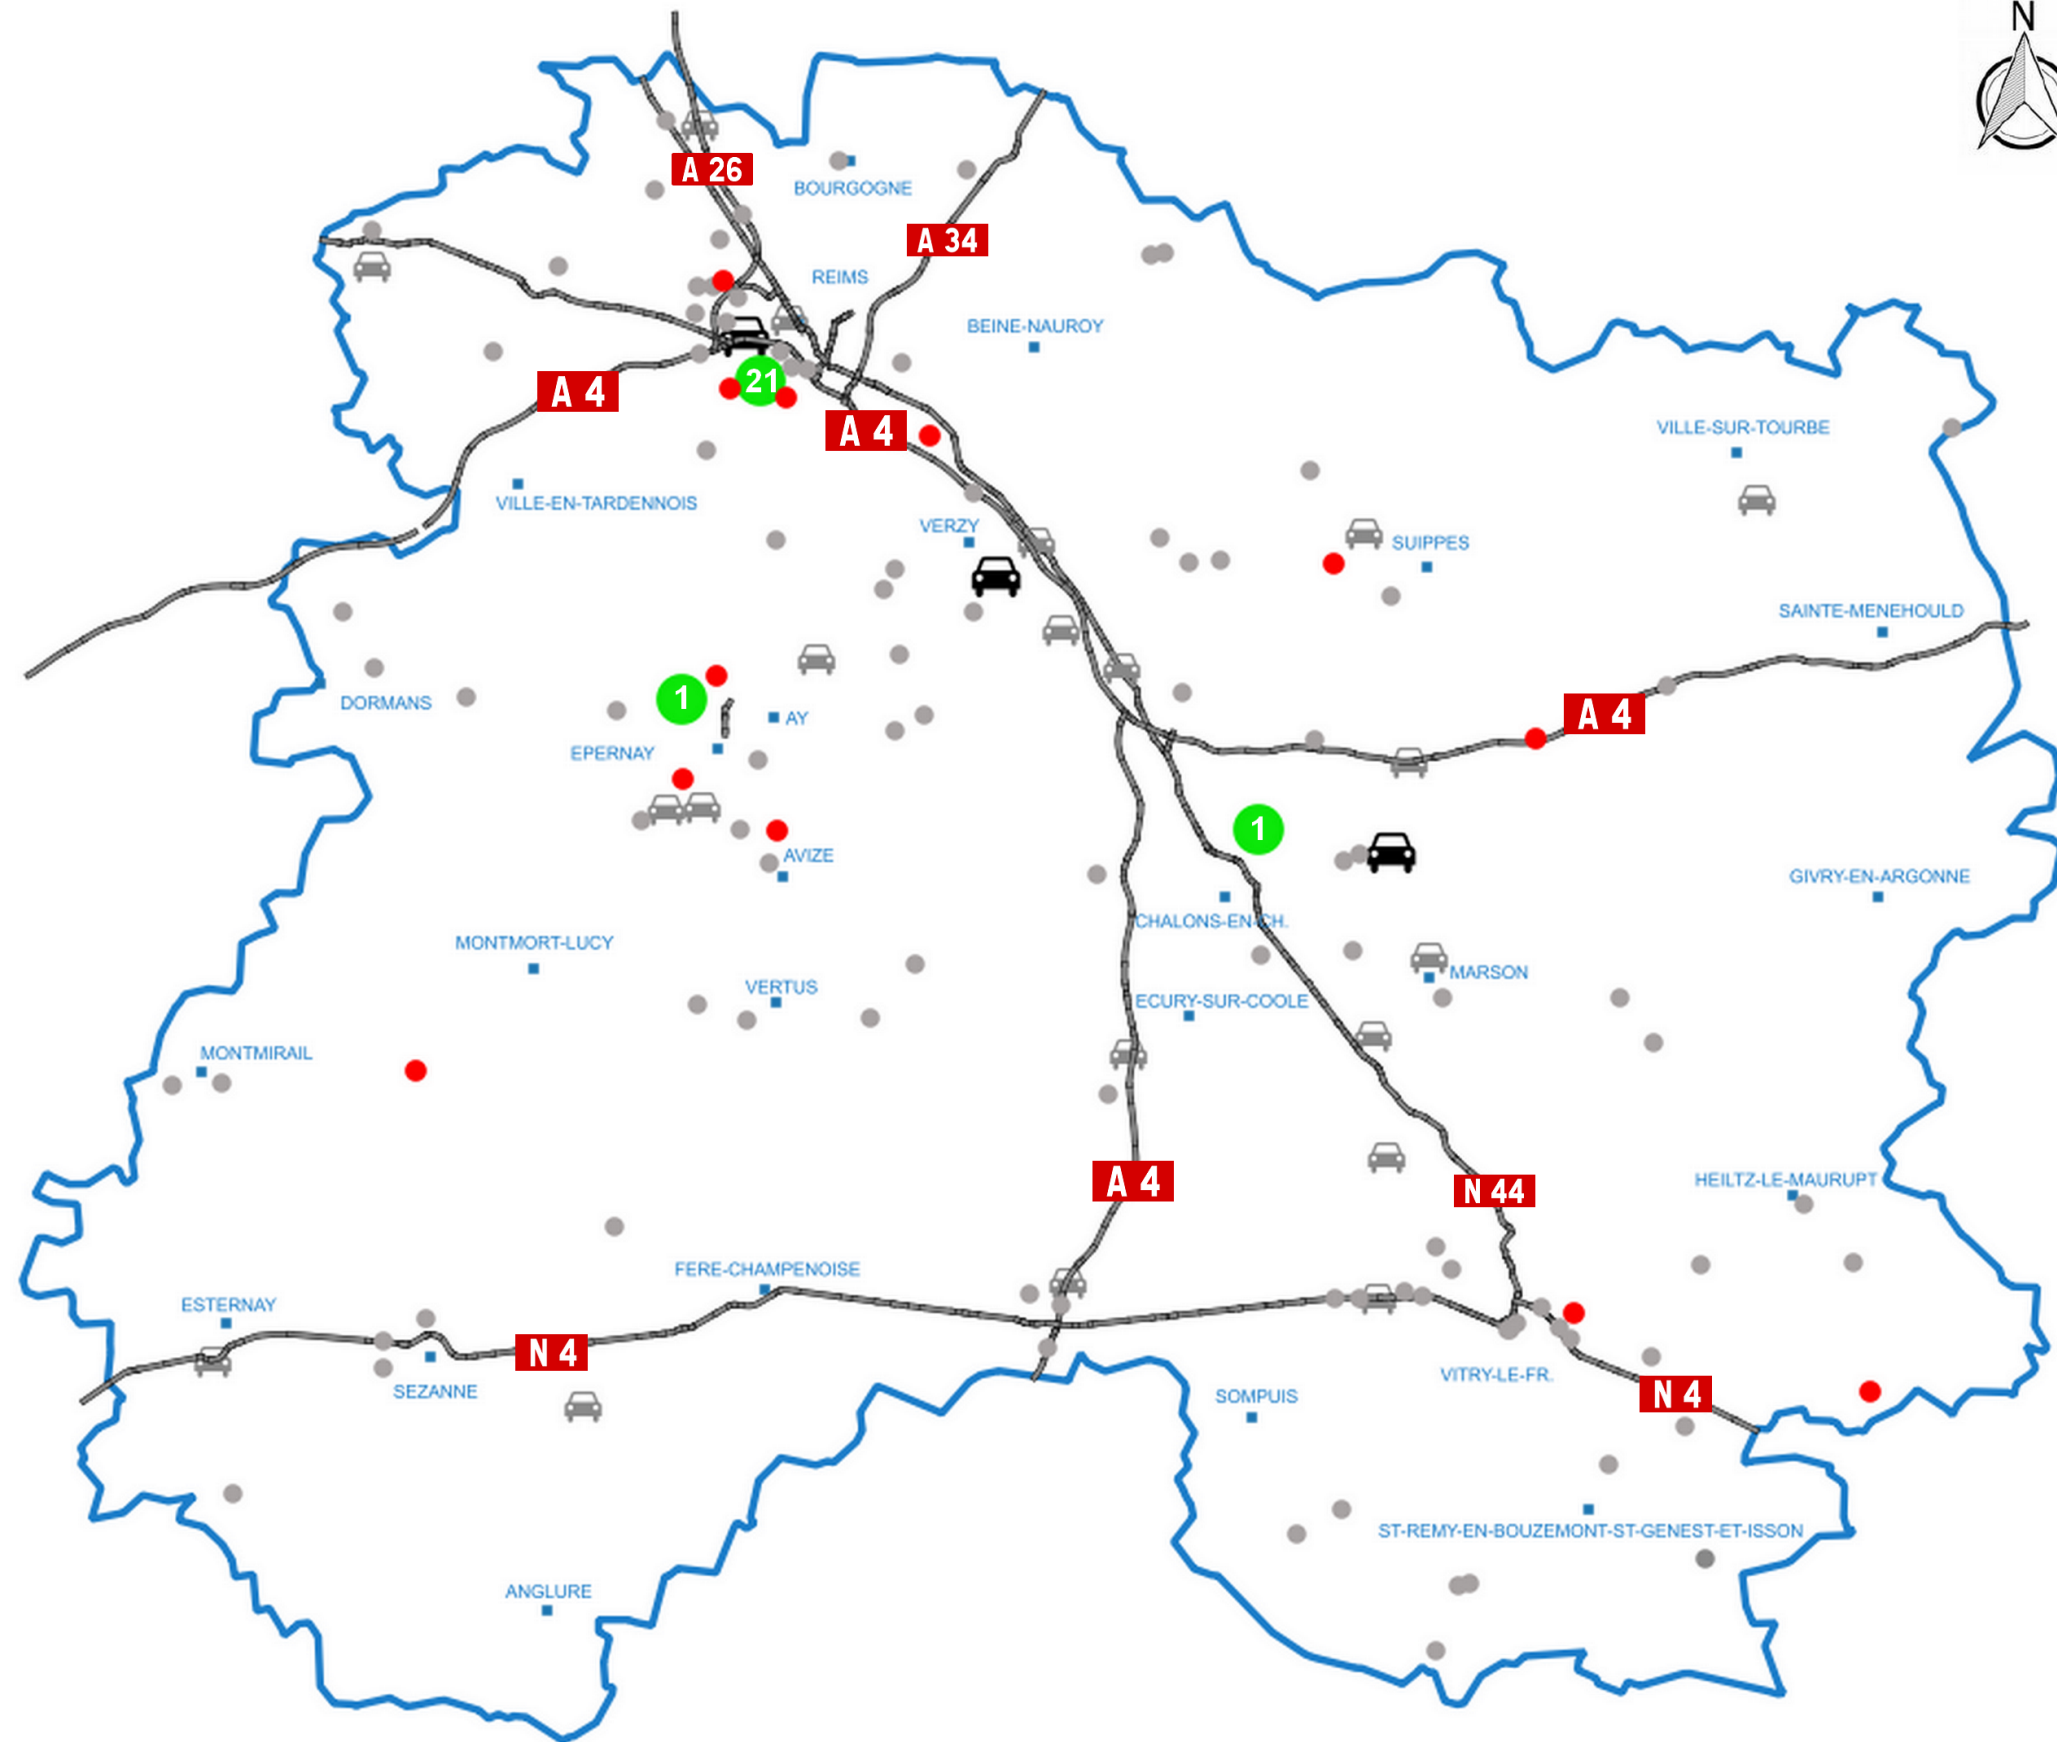 N
A 26
BOURGOGNE
A 34
REIMS
BEINE-NAUROY
21
A 4
A 4
VILLE-SUR-TOURBE
VILLE-EN-TARDENNOIS
VERZY
SUIPPES
SAINTE-MENEHOULD
1
DORMANS
AY
A 4
EPERNAY
1
AVIZE
GIVRY-EN-ARGONNE
CHALONS-EN-CH.
MONTMORT-LUCY
MARSON
VERTUS
ECURY-SUR-COOLE
MONTMIRAIL
A 4
N 44
HEILTZ-LE-MAURUPT
FERE-CHAMPENOISE
ESTERNAY
N 4
VITRY-LE-FR.
SEZANNE
SOMPUIS
N 4
ST-REMY-EN-BOUZEMONT-ST-GENEST-ET-ISSON
ANGLURE